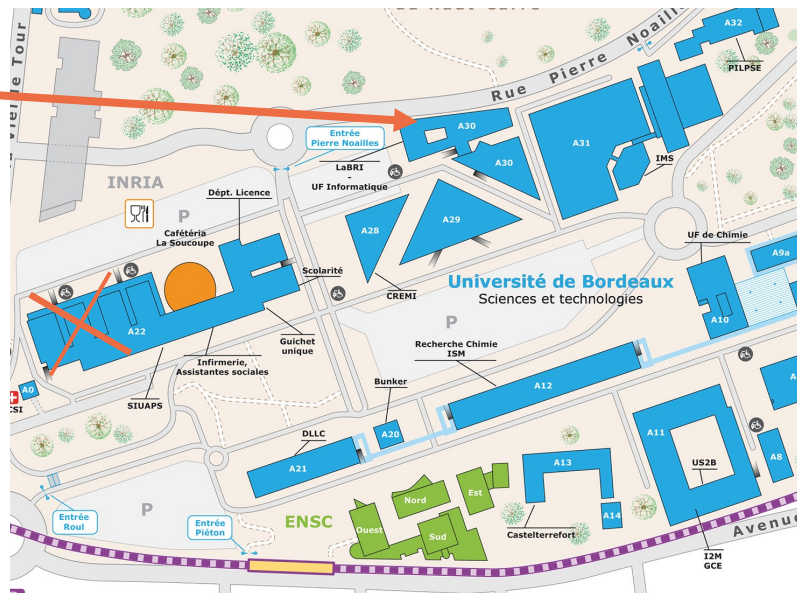 A32
PILPSE
Rue Pierre Noailles
A30
Entrée
Pierre Noailles
LaBRI
UF Informatique
A30
A31
IMS
INRIA
P
Dépt. Licence
Cafétéria
La Soucoupe
A28
A29
UF de Chimie
A9a
Scolarité
CREMI
Université de Bordeaux
Sciences et technologies
A22
Guichet
unique
P
A10
Infirmerie,
Assistantes sociales
Recherche Chimie
ISM
A0
CSI
SIUAPS
Bunker
A12
DLLC
A20
A21
A11
A13
A8
US2B
Entrée
Roul
P
Entrée
Piéton
ENSC
Nord
Est
Ouest
Sud
A14
Castelterrefort
Avenue
I2M
GCE